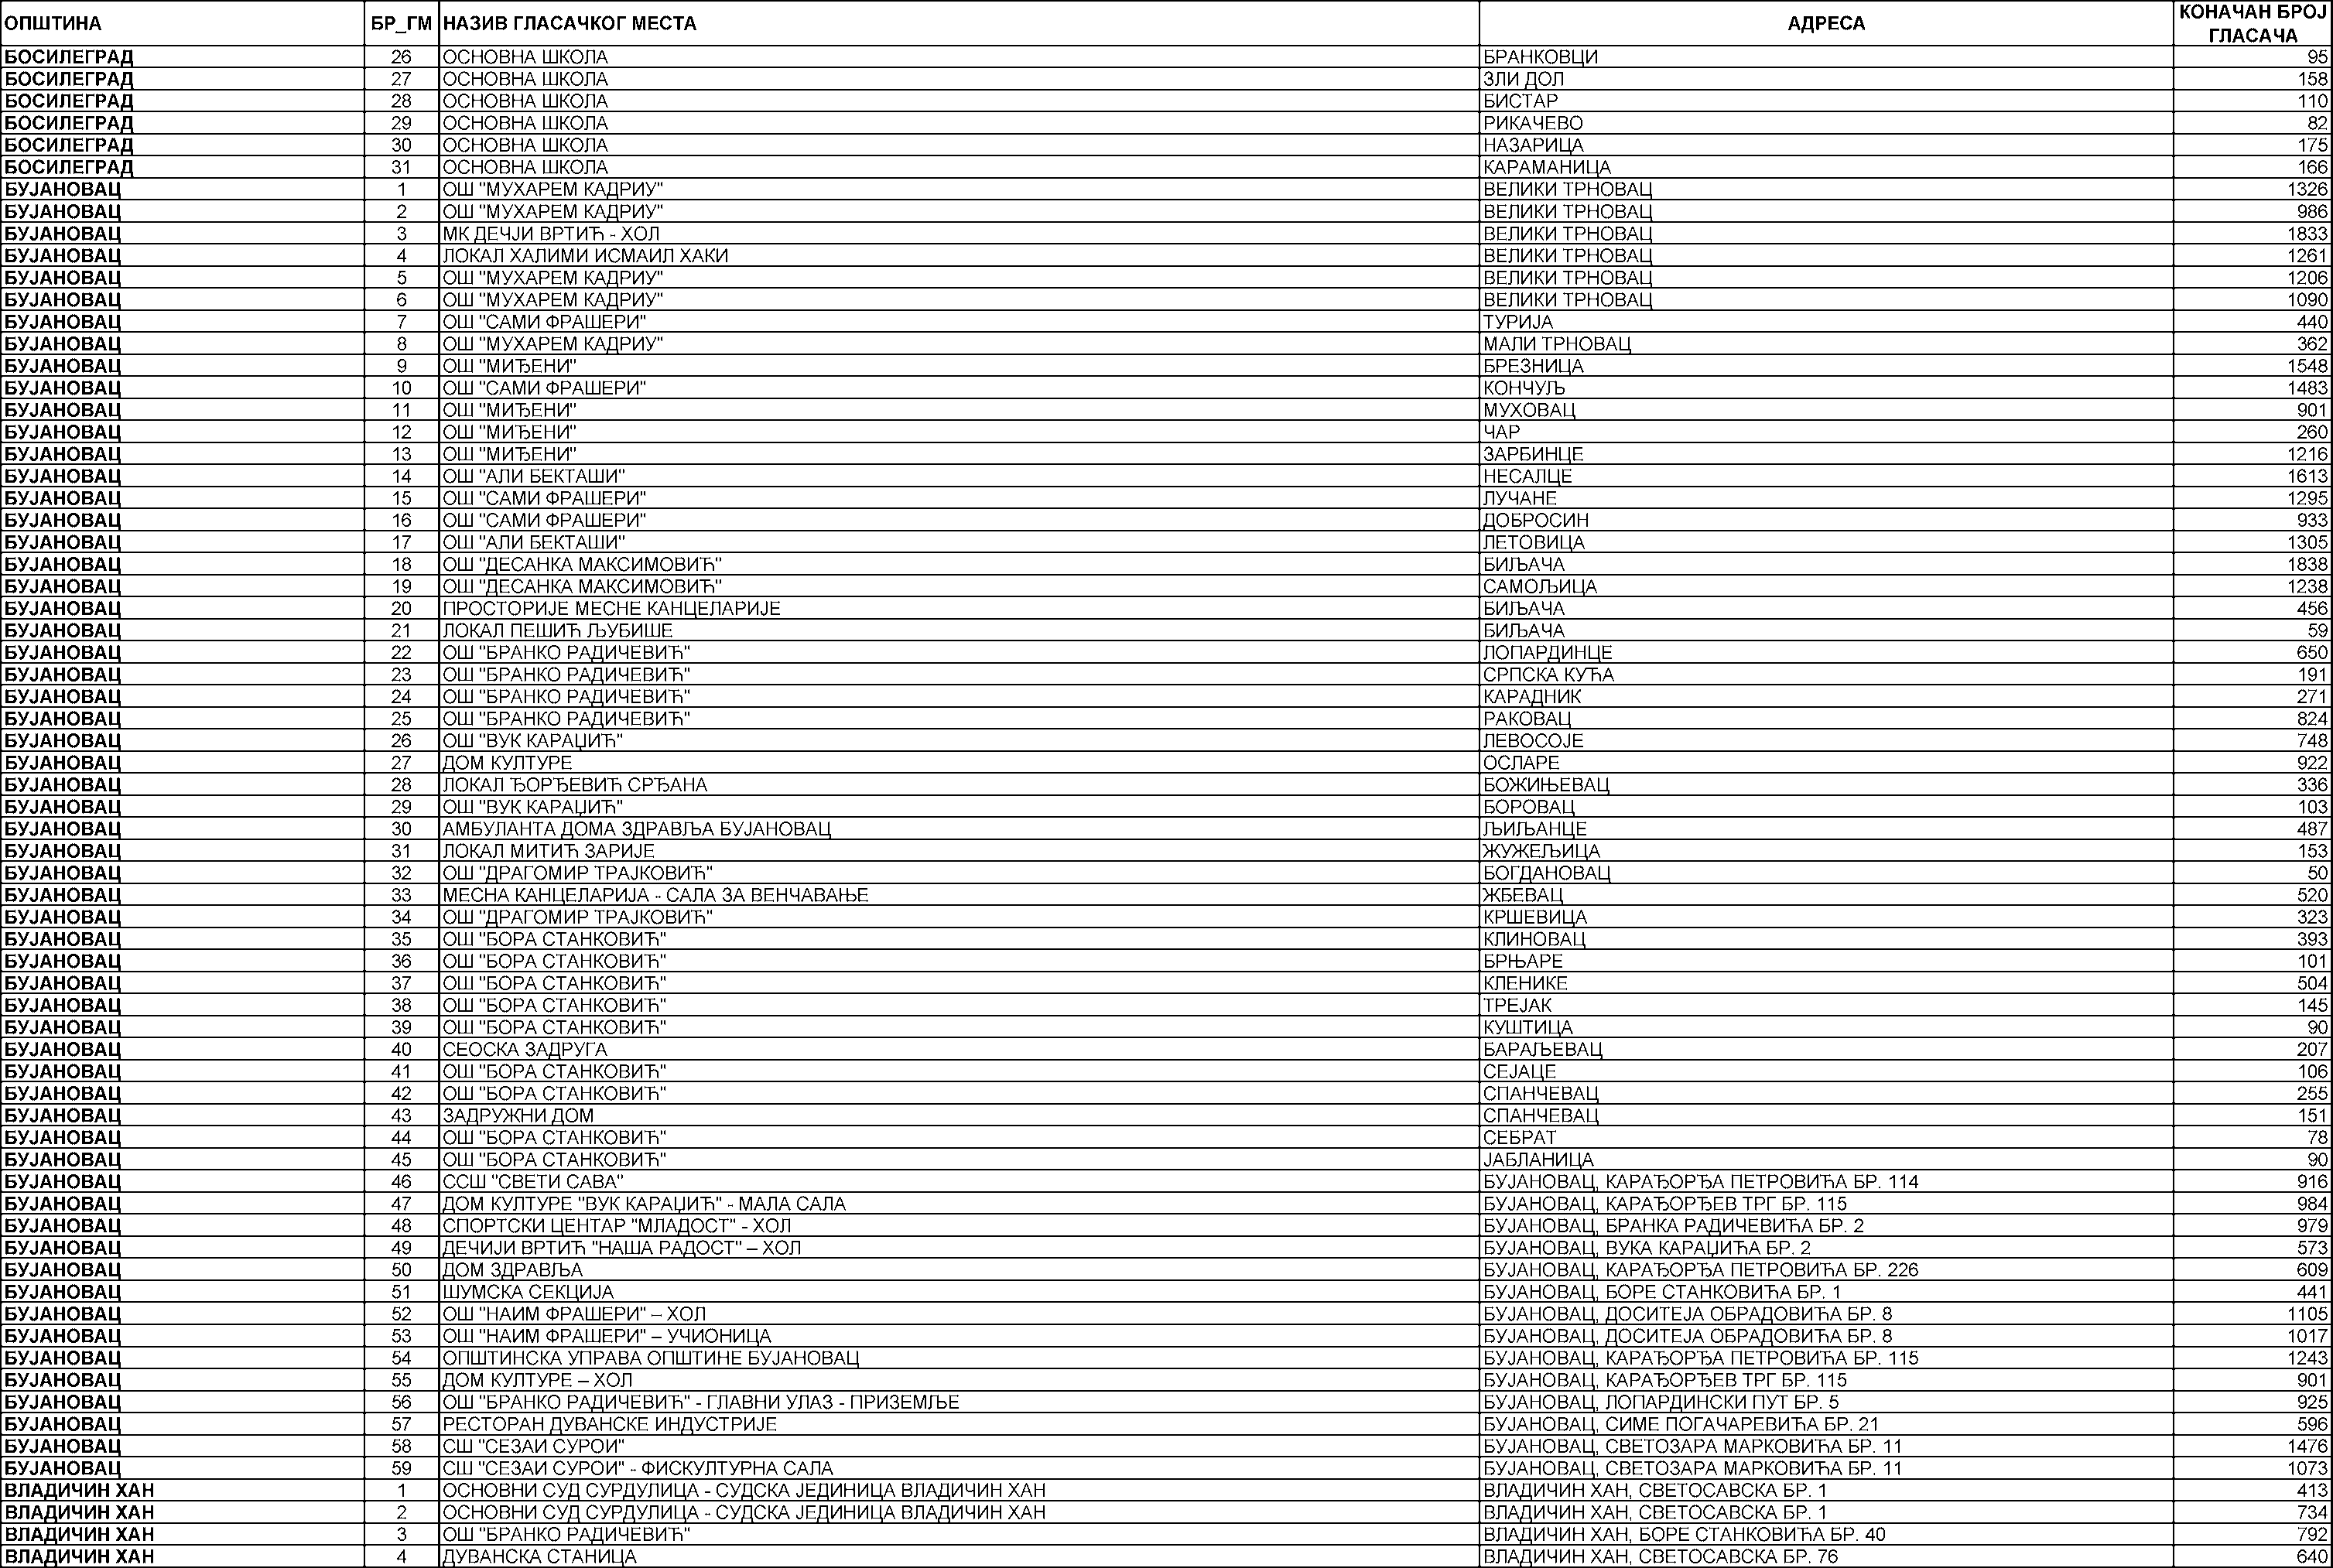 ОПШТИНА БР_ГМ НАЗИВ ГЛАСАЧКОГ МЕСТА АДРЕСА КОНАЧАН БРОЈ ГЛАСАЧА
БОСИЛЕГРАД 26 ОСНОВНА ШКОЛА БРАНКОВЦИ 95
БОСИЛЕГРАД 27 ОСНОВНА ШКОЛА ЗЛИ ДОЛ 158
БОСИЛЕГРАД 28 ОСНОВНА ШКОЛА БИСТАР 110
БОСИЛЕГРАД 29 ОСНОВНА ШКОЛА РИКАЧЕВО 82
БОСИЛЕГРАД 30 ОСНОВНА ШКОЛА НАЗАРИЦА 175
БОСИЛЕГРАД 31 ОСНОВНА ШКОЛА КАРАМАНИЦА 166
БУЈАНОВАЦ 1 ОШ "МУХАРЕМ КАДРИУ" ВЕЛИКИ ТРНОВАЦ 1326
БУЈАНОВАЦ 2 ОШ "МУХАРЕМ КАДРИУ" ВЕЛИКИ ТРНОВАЦ 986
БУЈАНОВАЦ 3 МК ДЕЧЈИ ВРТИЋ - ХОЛ ВЕЛИКИ ТРНОВАЦ 1833
БУЈАНОВАЦ 4 ЛОКАЛ ХАЛИМИ ИСМАИЛ ХАКИ ВЕЛИКИ ТРНОВАЦ 1261
БУЈАНОВАЦ 5 ОШ "МУХАРЕМ КАДРИУ" ВЕЛИКИ ТРНОВАЦ 1206
БУЈАНОВАЦ 6 ОШ "МУХАРЕМ КАДРИУ" ВЕЛИКИ ТРНОВАЦ 1090
БУЈАНОВАЦ 7 ОШ "САМИ ФРАШЕРИ" ТУРИЈА 440
БУЈАНОВАЦ 8 ОШ "МУХАРЕМ КАДРИУ" МАЛИ ТРНОВАЦ 362
БУЈАНОВАЦ 9 ОШ "МИЂЕНИ" БРЕЗНИЦА 1548
БУЈАНОВАЦ 10 ОШ "САМИ ФРАШЕРИ" КОНЧУЉ 1483
БУЈАНОВАЦ 11 ОШ "МИЂЕНИ" МУХОВАЦ 901
БУЈАНОВАЦ 12 ОШ "МИЂЕНИ" ЧАР 260
БУЈАНОВАЦ 13 ОШ "МИЂЕНИ" ЗАРБИНЦЕ 1216
БУЈАНОВАЦ 14 ОШ "АЛИ БЕКТАШИ" НЕСАЛЦЕ 1613
БУЈАНОВАЦ 15 ОШ "САМИ ФРАШЕРИ" ЛУЧАНЕ 1295
БУЈАНОВАЦ 16 ОШ "САМИ ФРАШЕРИ" ДОБРОСИН 933
БУЈАНОВАЦ 17 ОШ "АЛИ БЕКТАШИ" ЛЕТОВИЦА 1305
БУЈАНОВАЦ 18 ОШ "ДЕСАНКА МАКСИМОВИЋ" БИЉАЧА 1838
БУЈАНОВАЦ 19 ОШ "ДЕСАНКА МАКСИМОВИЋ" САМОЉИЦА 1238
БУЈАНОВАЦ 20 ПРОСТОРИЈЕ МЕСНЕ КАНЦЕЛАРИЈЕ БИЉАЧА 456
БУЈАНОВАЦ 21 ЛОКАЛ ПЕШИЋ ЉУБИШЕ БИЉАЧА 59
БУЈАНОВАЦ 22 ОШ "БРАНКО РАДИЧЕВИЋ" ЛОПАРДИНЦЕ 650
БУЈАНОВАЦ 23 ОШ "БРАНКО РАДИЧЕВИЋ" СРПСКА КУЋА 191
БУЈАНОВАЦ 24 ОШ "БРАНКО РАДИЧЕВИЋ" КАРАДНИК 271
БУЈАНОВАЦ 25 ОШ "БРАНКО РАДИЧЕВИЋ" РАКОВАЦ 824
БУЈАНОВАЦ 26 ОШ "ВУК КАРАЏИЋ" ЛЕВОСОЈЕ 748
БУЈАНОВАЦ 27 ДОМ КУЛТУРЕ ОСЛАРЕ 922
БУЈАНОВАЦ 28 ЛОКАЛ ЂОРЂЕВИЋ СРЂАНА БОЖИЊЕВАЦ 336
БУЈАНОВАЦ 29 ОШ "ВУК КАРАЏИЋ" БОРОВАЦ 103
БУЈАНОВАЦ 30 АМБУЛАНТА ДОМА ЗДРАВЉА БУЈАНОВАЦ ЉИЉАНЦЕ 487
БУЈАНОВАЦ 31 ЛОКАЛ МИТИЋ ЗАРИЈЕ ЖУЖЕЉИЦА 153
БУЈАНОВАЦ 32 ОШ "ДРАГОМИР ТРАЈКОВИЋ" БОГДАНОВАЦ 50
БУЈАНОВАЦ 33 МЕСНА КАНЦЕЛАРИЈА - САЛА ЗА ВЕНЧАВАЊЕ ЖБЕВАЦ 520
БУЈАНОВАЦ 34 ОШ "ДРАГОМИР ТРАЈКОВИЋ" КРШЕВИЦА 323
БУЈАНОВАЦ 35 ОШ "БОРА СТАНКОВИЋ" КЛИНОВАЦ 393
БУЈАНОВАЦ 36 ОШ "БОРА СТАНКОВИЋ" БРЊАРЕ 101
БУЈАНОВАЦ 37 ОШ "БОРА СТАНКОВИЋ" КЛЕНИКЕ 504
БУЈАНОВАЦ 38 ОШ "БОРА СТАНКОВИЋ" ТРЕЈАК 145
БУЈАНОВАЦ 39 ОШ "БОРА СТАНКОВИЋ" КУШТИЦА 90
БУЈАНОВАЦ 40 СЕОСКА ЗАДРУГА БАРАЉЕВАЦ 207
БУЈАНОВАЦ 41 ОШ "БОРА СТАНКОВИЋ" СЕЈАЦЕ 106
БУЈАНОВАЦ 42 ОШ "БОРА СТАНКОВИЋ" СПАНЧЕВАЦ 255
БУЈАНОВАЦ 43 ЗАДРУЖНИ ДОМ СПАНЧЕВАЦ 151
БУЈАНОВАЦ 44 ОШ "БОРА СТАНКОВИЋ" СЕБРАТ 78
БУЈАНОВАЦ 45 ОШ "БОРА СТАНКОВИЋ" ЈАБЛАНИЦА 90
БУЈАНОВАЦ 46 ССШ "СВЕТИ САВА" БУЈАНОВАЦ, КАРАЂОРЂА ПЕТРОВИЋА БР. 114 916
БУЈАНОВАЦ 47 ДОМ КУЛТУРЕ "ВУК КАРАЏИЋ" - МАЛА САЛА БУЈАНОВАЦ, КАРАЂОРЂЕВ ТРГ БР. 115 984
БУЈАНОВАЦ 48 СПОРТСКИ ЦЕНТАР "МЛАДОСТ" - ХОЛ БУЈАНОВАЦ, БРАНКА РАДИЧЕВИЋА БР. 2 979
БУЈАНОВАЦ 49 ДЕЧИЈИ ВРТИЋ "НАША РАДОСТ" – ХОЛ БУЈАНОВАЦ, ВУКА КАРАЏИЋА БР. 2 573
БУЈАНОВАЦ 50 ДОМ ЗДРАВЉА БУЈАНОВАЦ, КАРАЂОРЂА ПЕТРОВИЋА БР. 226 609
БУЈАНОВАЦ 51 ШУМСКА СЕКЦИЈА БУЈАНОВАЦ, БОРЕ СТАНКОВИЋА БР. 1 441
БУЈАНОВАЦ 52 ОШ "НАИМ ФРАШЕРИ" – ХОЛ БУЈАНОВАЦ, ДОСИТЕЈА ОБРАДОВИЋА БР. 8 1105
БУЈАНОВАЦ 53 ОШ "НАИМ ФРАШЕРИ" – УЧИОНИЦА БУЈАНОВАЦ, ДОСИТЕЈА ОБРАДОВИЋА БР. 8 1017
БУЈАНОВАЦ 54 ОПШТИНСКА УПРАВА ОПШТИНЕ БУЈАНОВАЦ БУЈАНОВАЦ, КАРАЂОРЂА ПЕТРОВИЋА БР. 115 1243
БУЈАНОВАЦ 55 ДОМ КУЛТУРЕ – ХОЛ БУЈАНОВАЦ, КАРАЂОРЂЕВ ТРГ БР. 115 901
БУЈАНОВАЦ 56 ОШ "БРАНКО РАДИЧЕВИЋ" - ГЛАВНИ УЛАЗ - ПРИЗЕМЉЕ БУЈАНОВАЦ, ЛОПАРДИНСКИ ПУТ БР. 5 925
БУЈАНОВАЦ 57 РЕСТОРАН ДУВАНСКЕ ИНДУСТРИЈЕ БУЈАНОВАЦ, СИМЕ ПОГАЧАРЕВИЋА БР. 21 596
БУЈАНОВАЦ 58 СШ "СЕЗАИ СУРОИ" БУЈАНОВАЦ, СВЕТОЗАРА МАРКОВИЋА БР. 11 1476
БУЈАНОВАЦ 59 СШ "СЕЗАИ СУРОИ" - ФИСКУЛТУРНА САЛА БУЈАНОВАЦ, СВЕТОЗАРА МАРКОВИЋА БР. 11 1073
ВЛАДИЧИН ХАН 1 ОСНОВНИ СУД СУРДУЛИЦА - СУДСКА ЈЕДИНИЦА ВЛАДИЧИН ХАН ВЛАДИЧИН ХАН, СВЕТОСАВСКА БР. 1 413
ВЛАДИЧИН ХАН 2 ОСНОВНИ СУД СУРДУЛИЦА - СУДСКА ЈЕДИНИЦА ВЛАДИЧИН ХАН ВЛАДИЧИН ХАН, СВЕТОСАВСКА БР. 1 734
ВЛАДИЧИН ХАН 3 ОШ "БРАНКО РАДИЧЕВИЋ" ВЛАДИЧИН ХАН, БОРЕ СТАНКОВИЋА БР. 40 792
ВЛАДИЧИН ХАН 4 ДУВАНСКА СТАНИЦА ВЛАДИЧИН ХАН, СВЕТОСАВСКА БР. 76 640